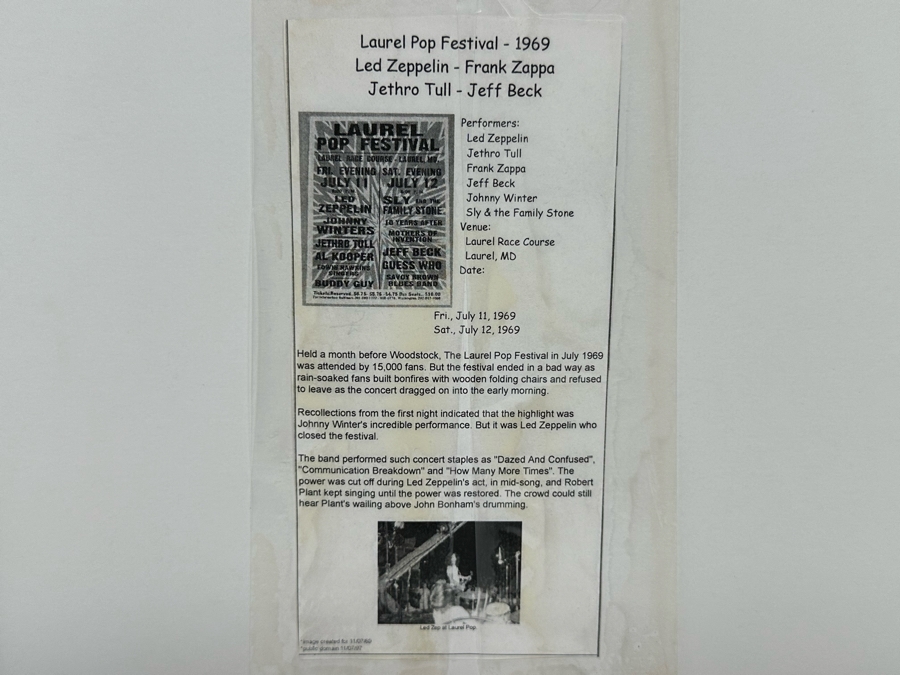 Laurel Pop Festival - 1969
Led Zeppelin - Frank Zappa
Jethro Tull - Jeff Beck
LAUREL
POP FESTIVAL
LAUREL RACE COURSE - LAUREL, MD.
FRI. EVENING
JULY 11
LED
ZEPPELIN
JOHNNY
WINTERS
JETHRO TULL
AL KOOPER
EDWIN HAWKINS
SINGERS
BUDDY GUY
SAT. EVENING
JULY 12
SLY AND THE
FAMILY STONE
10 YEARS AFTER
MOTHERS OF
INVENTION
JEFF BECK
GUESS WHO
SAVOY BROWN
BLUES BAND
Performers:
Led Zeppelin
Jethro Tull
Frank Zappa
Jeff Beck
Johnny Winter
Sly & the Family Stone
Venue:
Laurel Race Course
Laurel, MD
Date:
Fri., July 11, 1969
Sat., July 12, 1969
Held a month before Woodstock, The Laurel Pop Festival in July 1969
was attended by 15,000 fans. But the festival ended in a bad way as
rain-soaked fans built bonfires with wooden folding chairs and refused
to leave as the concert dragged on into the early morning.
Recollections from the first night indicated that the highlight was
Johnny Winter's incredible performance. But it was Led Zeppelin who
closed the festival.
The band performed such concert staples as "Dazed And Confused",
"Communication Breakdown" and "How Many More Times". The
power was cut off during Led Zeppelin's act, in mid-song, and Robert
Plant kept singing until the power was restored. The crowd could still
hear Plant's wailing above John Bonham's drumming.
Led Zep at Laurel Pop